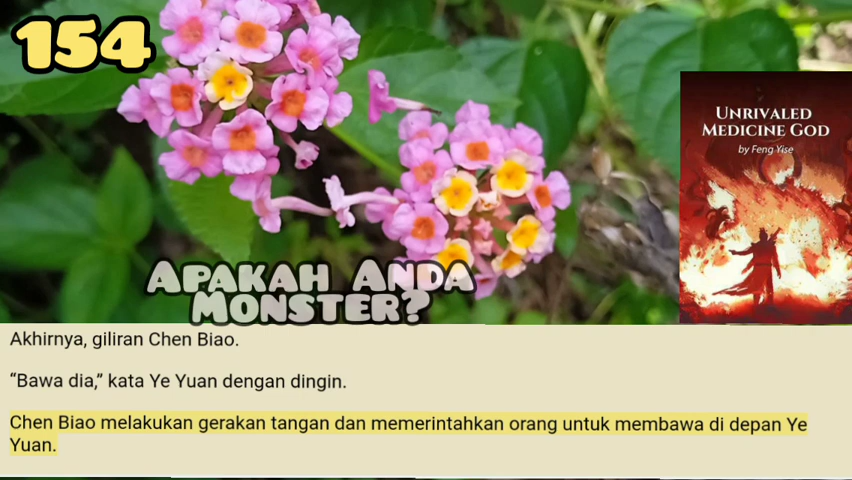 154
UNRIVALED
MEDICINE GOD
by Feng Yise
APAKAH ANDA
MONSTER?
Akhirnya, giliran Chen Biao.
“Bawa dia,” kata Ye Yuan dengan dingin.
Chen Biao melakukan gerakan tangan dan memerintahkan orang untuk membawa di depan Ye
Yuan.